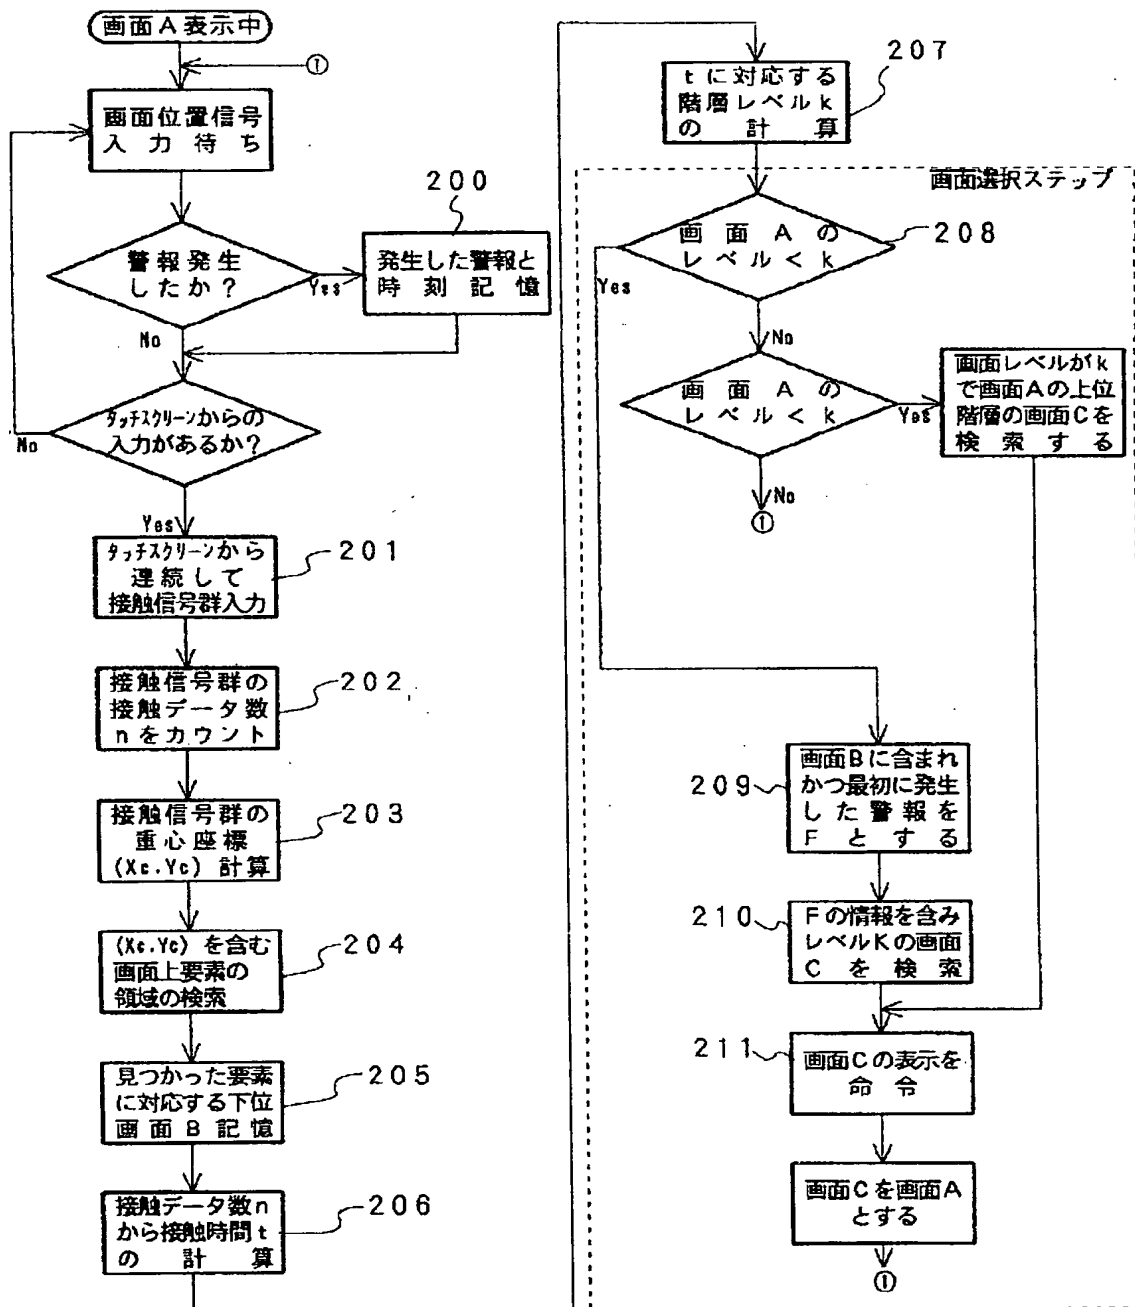 画面A表示中
①
画面位置信号
入力待ち
200
警報発生
したか?
Yes
発生した警報と
時刻記憶
No
タッチスクリーンからの
入力があるか?
No
Yes
タッチスクリーンから
連続して
接触信号群入力
201
接触信号群の
接触データ数
nをカウント
202
接触信号群の
重心座標
(Xc.Yc)計算
203
(Xc.Yc)を含む
画面上要素の
領域の検索
204
見つかった要素
に対応する下位
画面B記憶
205
接触データ数n
から接触時間t
の計算
206
tに対応する
階層レベルk
の計算
207
画面選択ステップ
画面Aの
レベル<k
208
Yes
No
画面Aの
レベル<k
Yes
画面レベルがk
で画面Aの上位
階層の画面Cを
検索する
No
①
画面Bに含まれ
かつ最初に発生
した警報を
Fとする
209
Fの情報を含み
レベルKの画面
Cを検索
210
画面Cの表示を
命令
211
画面Cを画面A
とする
①